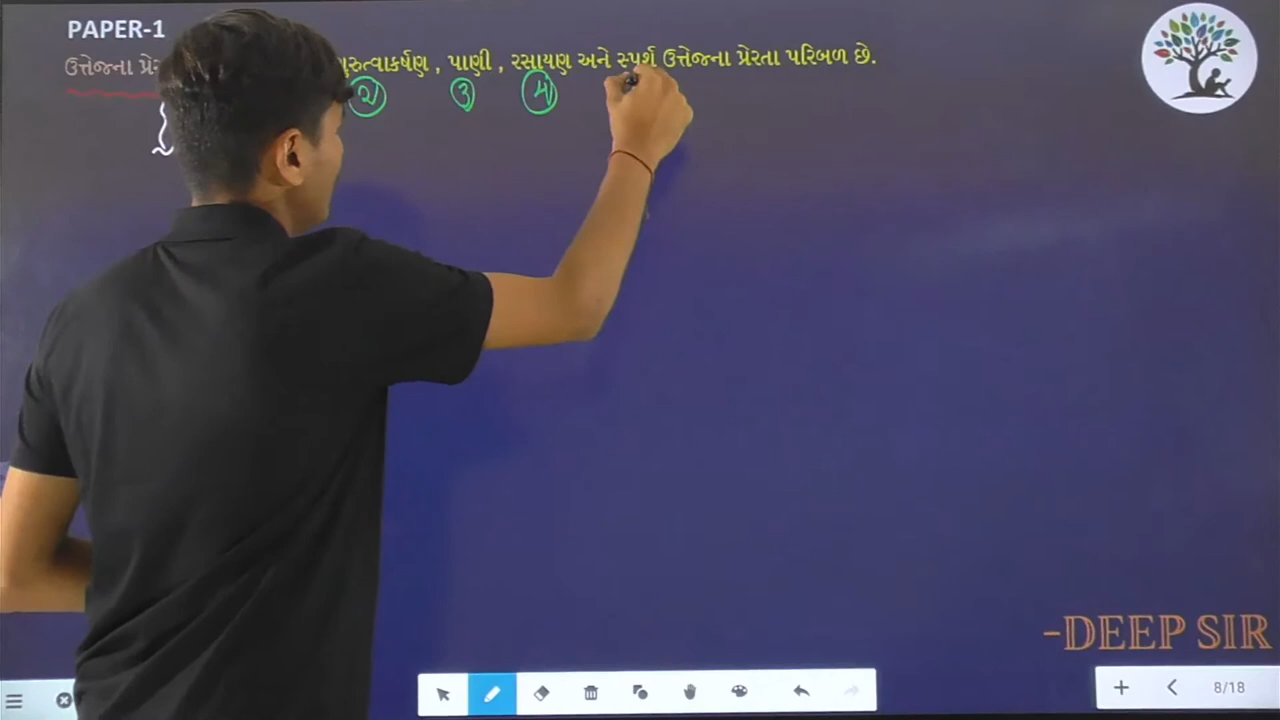 PAPER-1
ઉત્તેજના ગુરુત્વાકર્ષણ , પાણી , રસાયણ અને સ્પર્શ ઉત્તેજના પ્રેરતા પરિબળ છે.
૨ ૩ ૪
-DEEP SIR
8/18